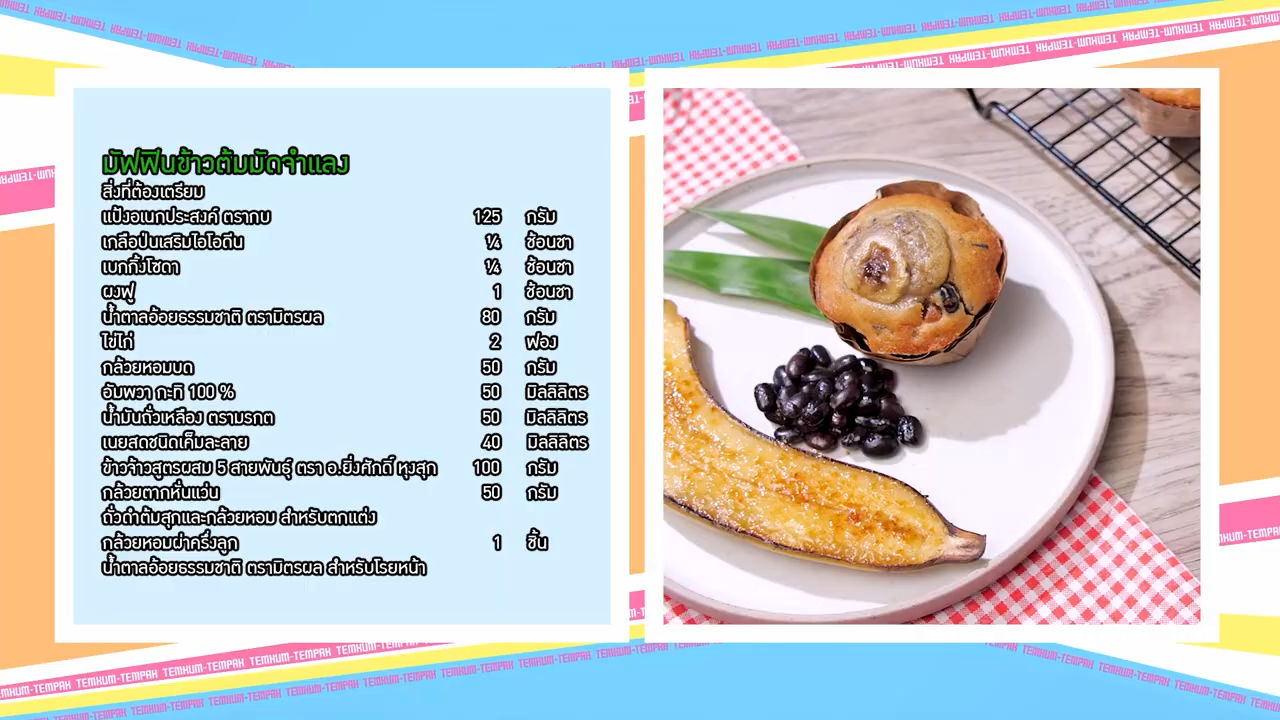 มัฟฟินข้าวต้มมัดจำแลง
สิ่งที่ต้องเตรียม
แป้งอเนกประสงค์ ตรากบ 125 กรัม
เกลือป่นเสริมไอโอดีน ¼ ช้อนชา
เบกกิ้งโซดา ¼ ช้อนชา
ผงฟู 1 ช้อนชา
น้ำตาลอ้อยธรรมชาติ ตรามิตรผล 80 กรัม
ไข่ไก่ 2 ฟอง
กล้วยหอมบด 50 กรัม
อัมพวา กะทิ 100 % 50 มิลลิลิตร
น้ำมันถั่วเหลือง ตรามรกต 50 มิลลิลิตร
เนยสดชนิดเค็มละลาย 40 มิลลิลิตร
ข้าวจ้าวสูตรผสม 5 สายพันธุ์ ตรา อ.ยิ่งศักดิ์ หุงสุก 100 กรัม
กล้วยตากหั่นแว่น 50 กรัม
ถั่วดำต้มสุกและกล้วยหอม สำหรับตกแต่ง
กล้วยหอมผ่าครึ่งลูก 1 ชิ้น
น้ำตาลอ้อยธรรมชาติ ตรามิตรผล สำหรับโรยหน้า
TEMHUM-TEMPAK TEMHUM-TEMPAK TEMHUM-TEMPAK TEMHUM-TEMPAK